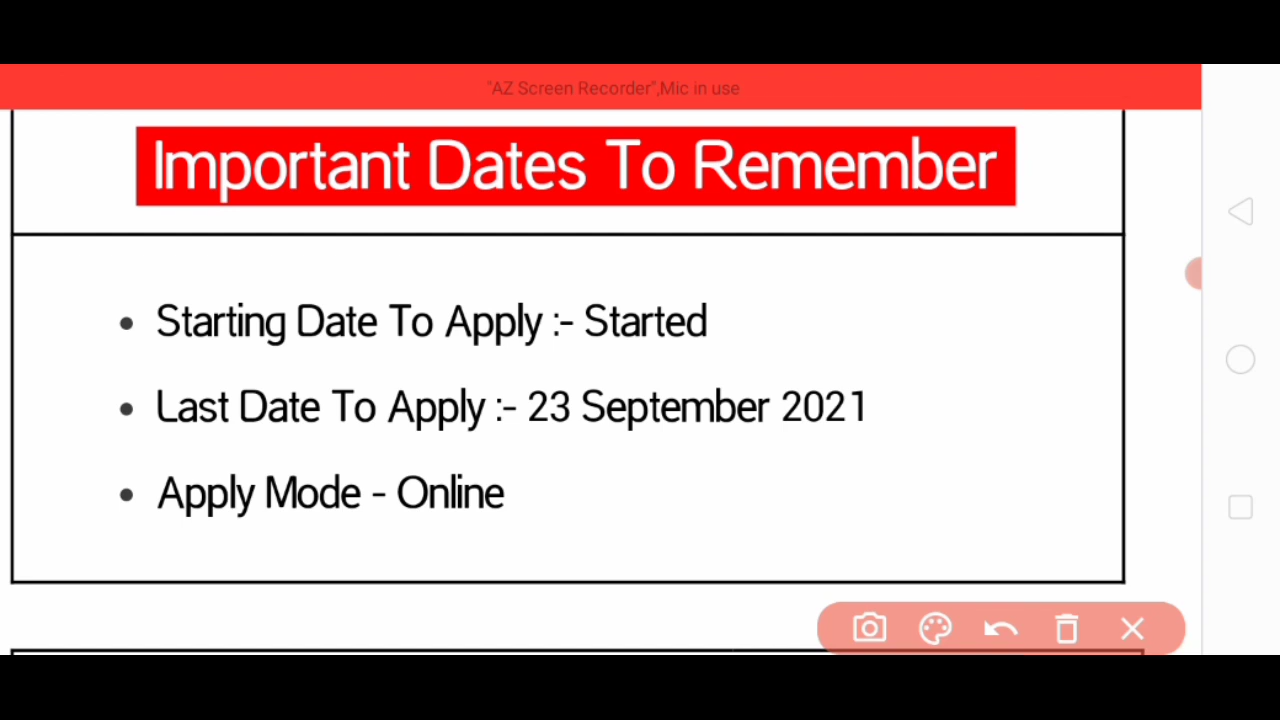 "AZ Screen Recorder",Mic in use
Important Dates To Remember
• Starting Date To Apply :- Started
• Last Date To Apply :- 23 September 2021
• Apply Mode - Online